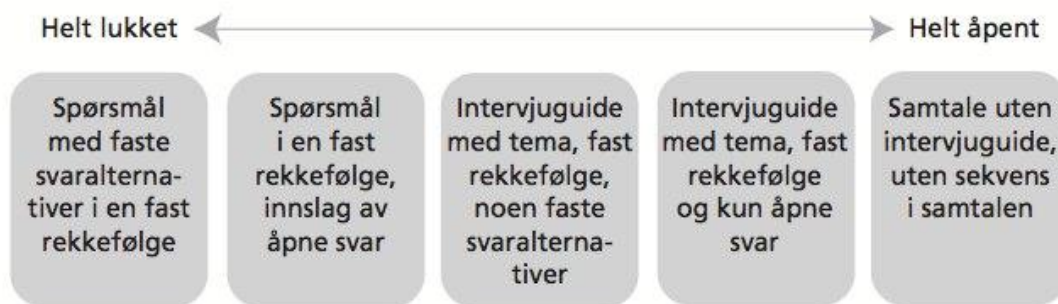 Helt lukket
Helt åpent
Spørsmål
med faste
svaralterna-
tiver i en fast
rekkefølge
Spørsmål
i en fast
rekkefølge,
innslag av
åpne svar
Intervjuguide
med tema, fast
rekkefølge,
noen faste
svaralterna-
tiver
Intervjuguide
med tema, fast
rekkefølge
og kun åpne
svar
Samtale uten
intervjuguide,
uten sekvens
i samtalen